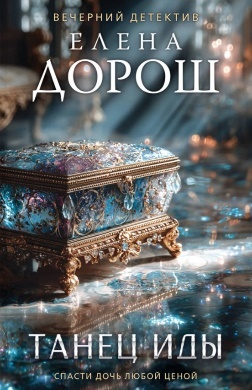 ВЕЧЕРНИЙ ДЕТЕКТИВ
ЕЛЕНА
ДОРОШ
ТАНЕЦ ИДЫ
СПАСТИ ДОЧЬ ЛЮБОЙ ЦЕНОЙ